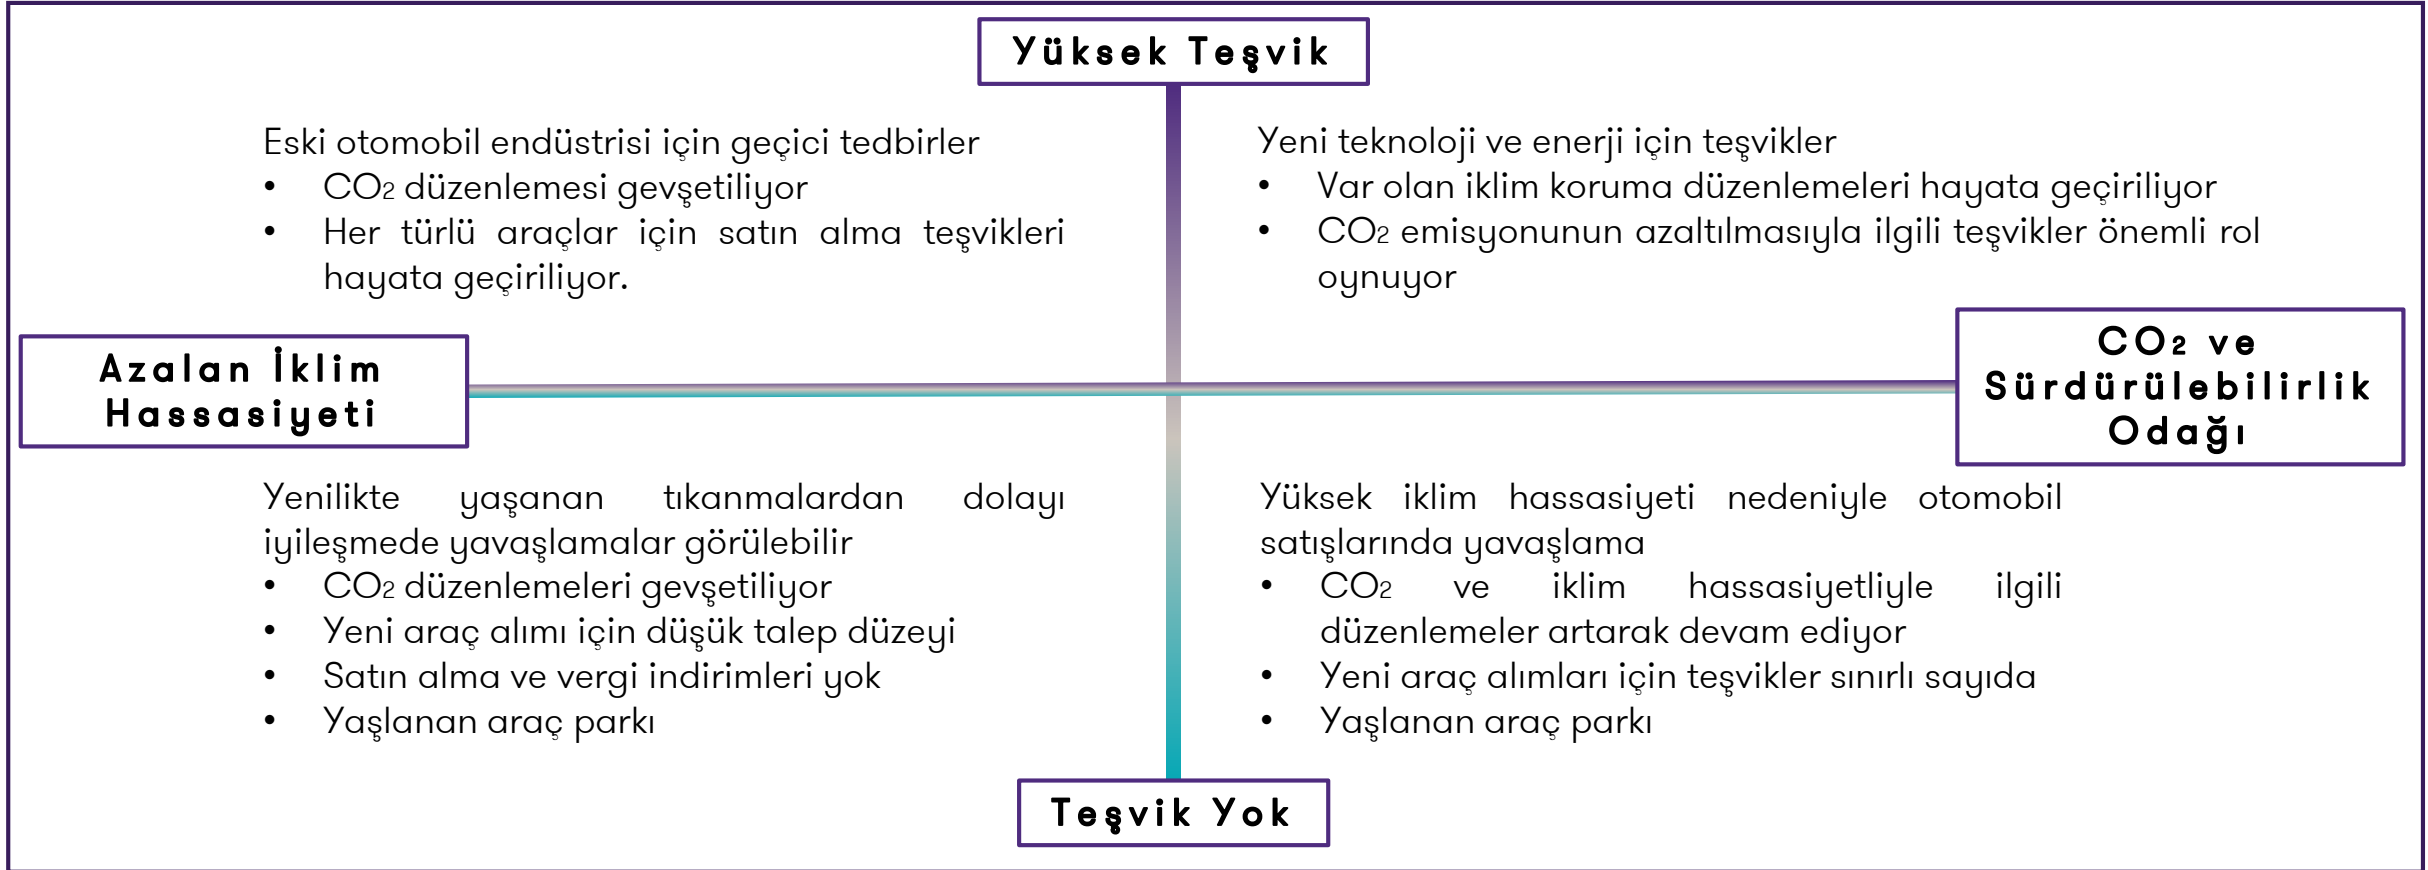 Yüksek Teşvik
Eski otomobil endüstrisi için geçici tedbirler
• CO₂ düzenlemesi gevşetiliyor
• Her türlü araçlar için satın alma teşvikleri
hayata geçiriliyor.
Yeni teknoloji ve enerji için teşvikler
• Var olan iklim koruma düzenlemeleri hayata geçiriliyor
• CO₂ emisyonunun azaltılmasıyla ilgili teşvikler önemli rol
oynuyor
Azalan İklim
Hassasiyeti
CO₂ ve
Sürdürülebilirlik
Odağı
Yenilikte yaşanan tıkanmalardan dolayı
iyileşmede yavaşlamalar görülebilir
• CO₂ düzenlemeleri gevşetiliyor
• Yeni araç alımı için düşük talep düzeyi
• Satın alma ve vergi indirimleri yok
• Yaşlanan araç parkı
Yüksek iklim hassasiyeti nedeniyle otomobil
satışlarında yavaşlama
• CO₂ ve iklim hassasiyetliyle ilgili
düzenlemeler artarak devam ediyor
• Yeni araç alımları için teşvikler sınırlı sayıda
• Yaşlanan araç parkı
Teşvik Yok